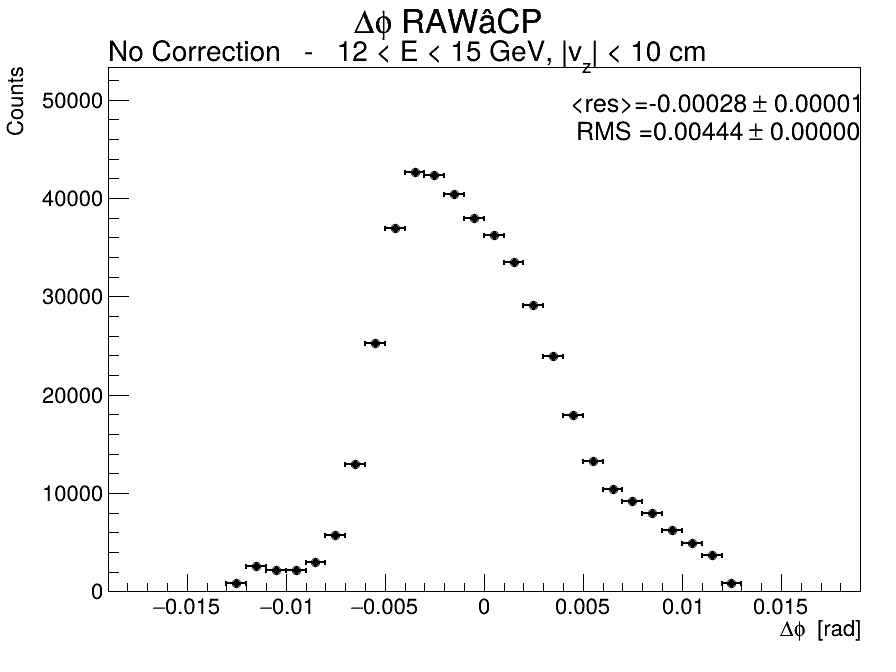 Δϕ RAWâCP
No Correction - 12 < E < 15 GeV, |v_z| < 10 cm
Counts
<res>=-0.00028 ± 0.00001
RMS =0.00444 ± 0.00000
50000
40000
30000
20000
10000
0
−0.015 −0.01 −0.005 0 0.005 0.01 0.015
Δϕ [rad]